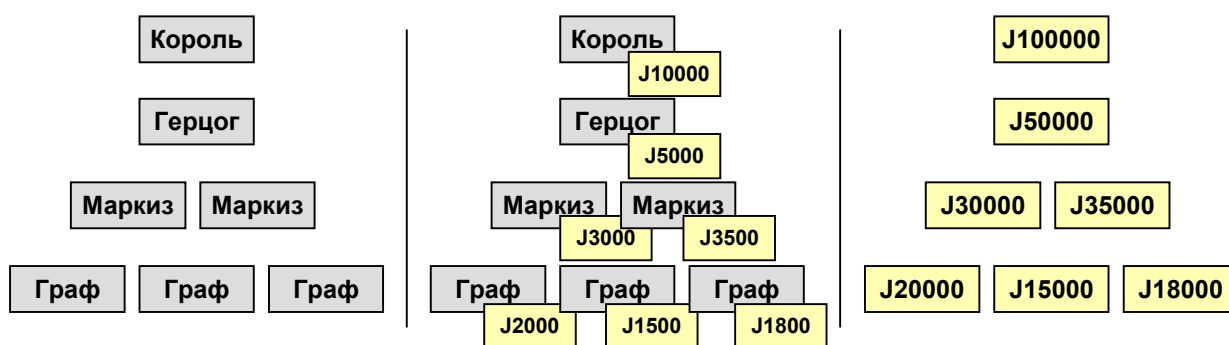 Король
Герцог
Маркиз Маркиз
Граф Граф Граф
Король
J10000
Герцог
J5000
Маркиз Маркиз
J3000 J3500
Граф Граф Граф
J2000 J1500 J1800
J100000
J50000
J30000 J35000
J20000 J15000 J18000